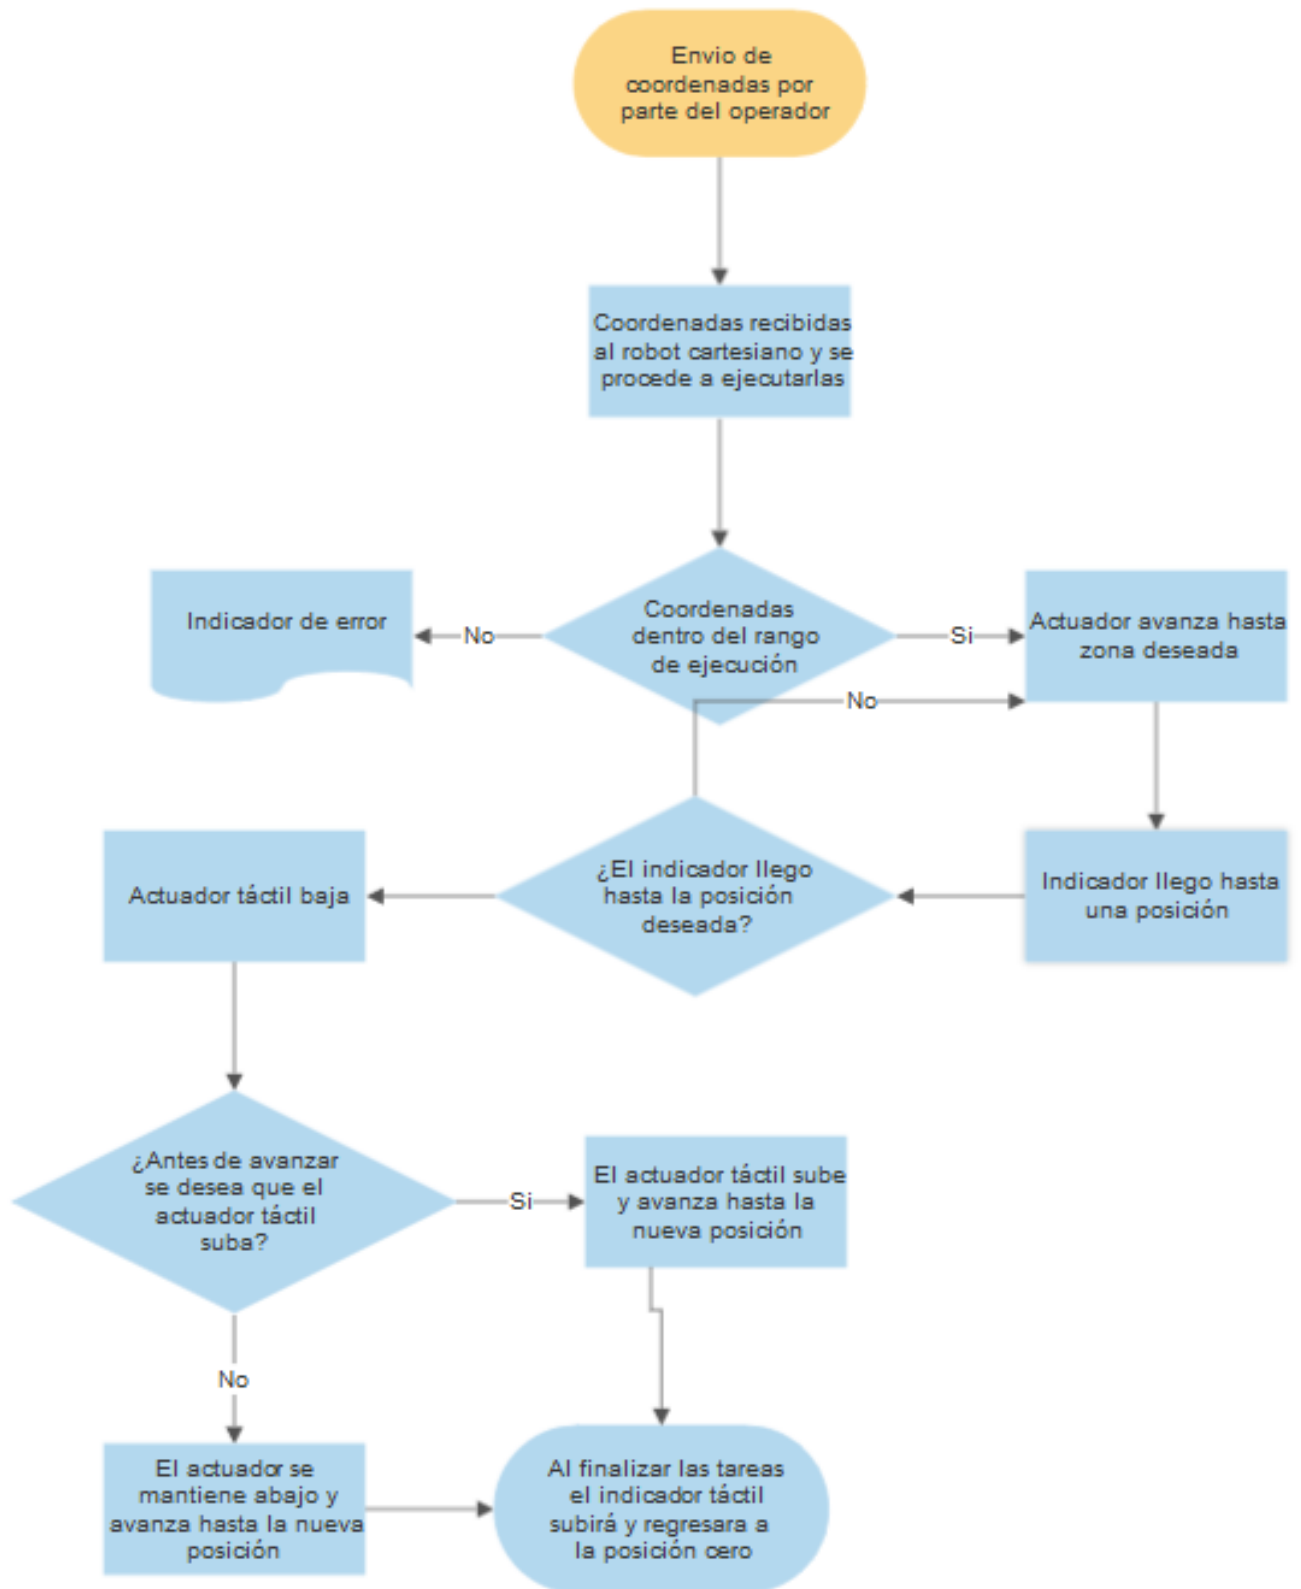 Envio de
coordenadas por
parte del operador
Coordenadas recibidas
al robot cartesiano y se
procede a ejecutarlas
Indicador de error
No
Coordenadas
dentro del rango
de ejecución
Si
Actuador avanza hasta
zona deseada
No
Actuador táctil baja
¿El indicador llego
hasta la posición
deseada?
Indicador llego hasta
una posición
¿Antes de avanzar
se desea que el
actuador táctil
suba?
Si
El actuador táctil sube
y avanza hasta la
nueva posición
No
El actuador se
mantiene abajo y
avanza hasta la nueva
posición
Al finalizar las tareas
el indicador táctil
subirá y regresara a
la posición cero